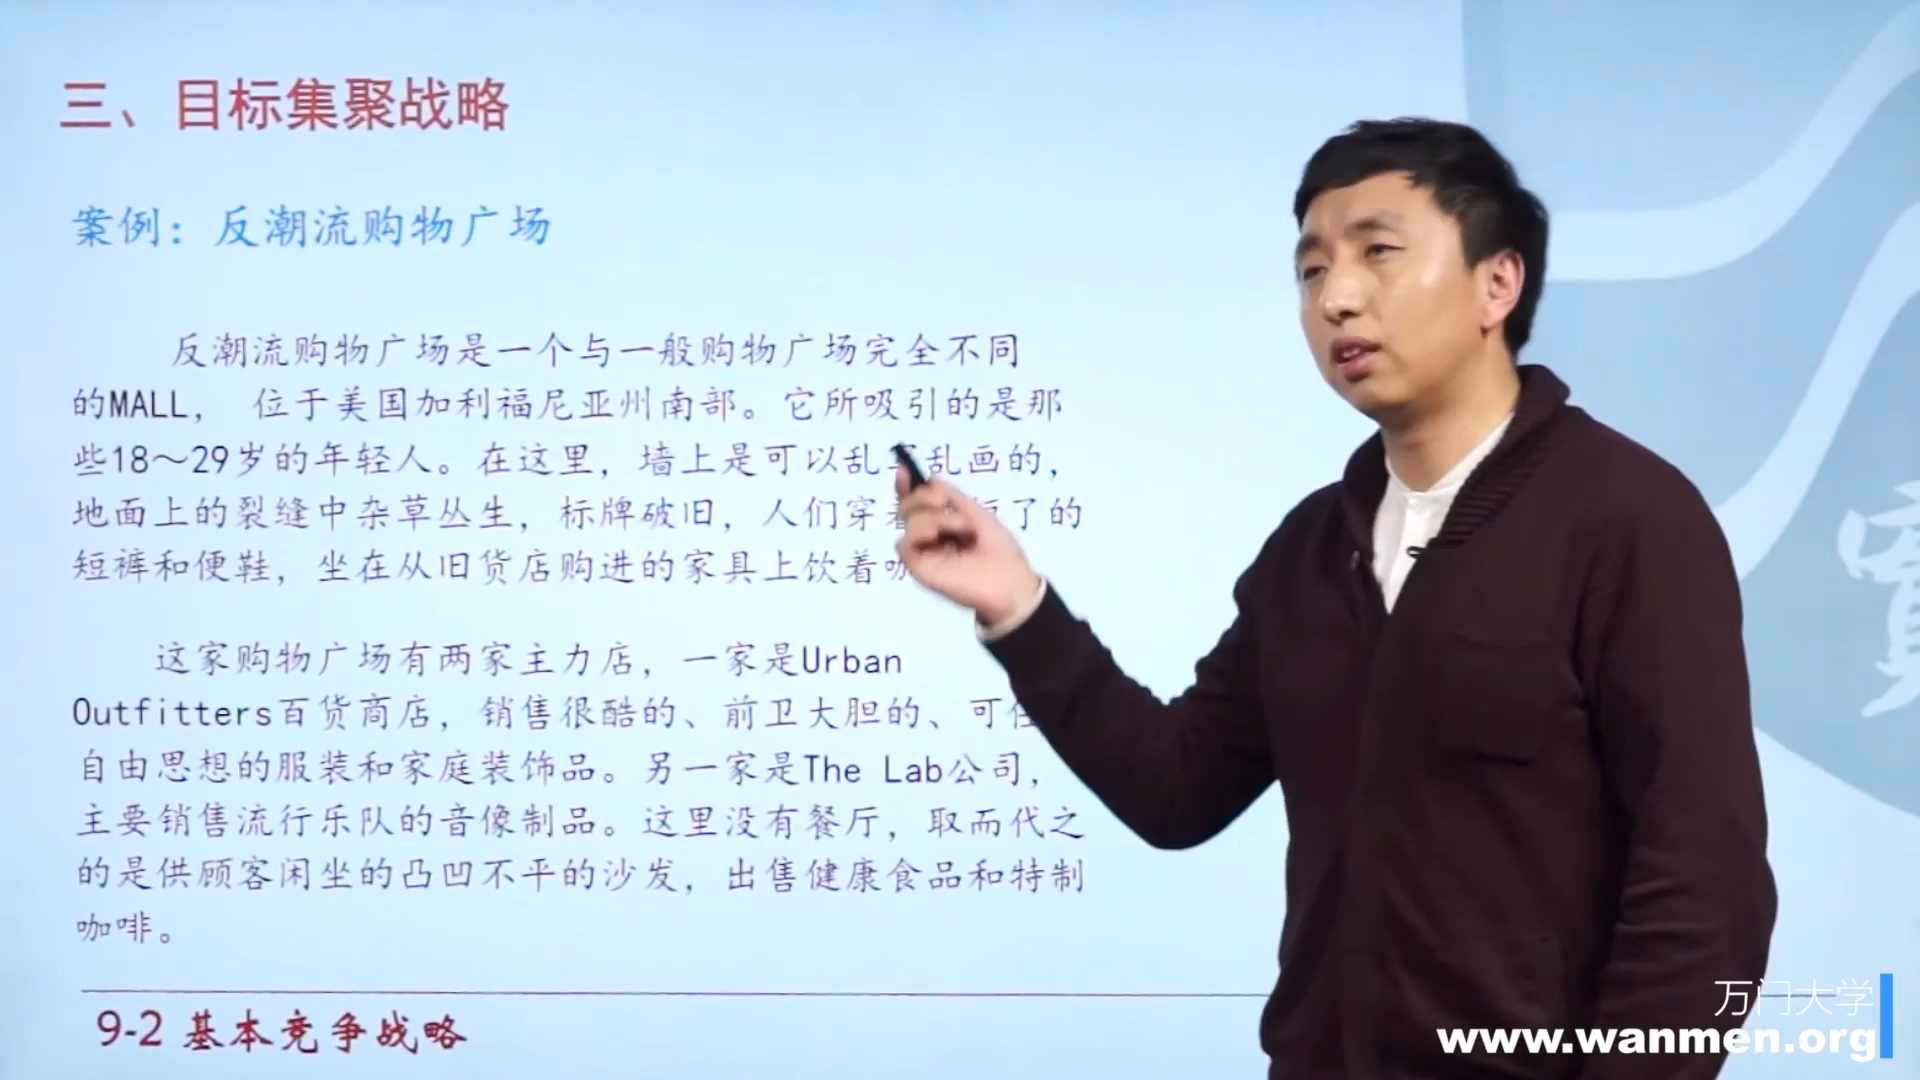 三、目标集聚战略
案例：反潮流购物广场
反潮流购物广场是一个与一般购物广场完全不同
的MALL， 位于美国加利福尼亚州南部。它所吸引的是那
些18～29岁的年轻人。在这里，墙上是可以乱 乱画的，
地面上的裂缝中杂草丛生，标牌破旧，人们穿 了的
短裤和便鞋，坐在从旧货店购进的家具上饮着
这家购物广场有两家主力店，一家是Urban
Outfitters百货商店，销售很酷的、前卫大胆的、可
自由思想的服装和家庭装饰品。另一家是The Lab公司，
主要销售流行乐队的音像制品。这里没有餐厅，取而代之
的是供顾客闲坐的凸凹不平的沙发，出售健康食品和特制
咖啡。
9-2 基本竞争战略
寶
万门大学
www.wanmen.org